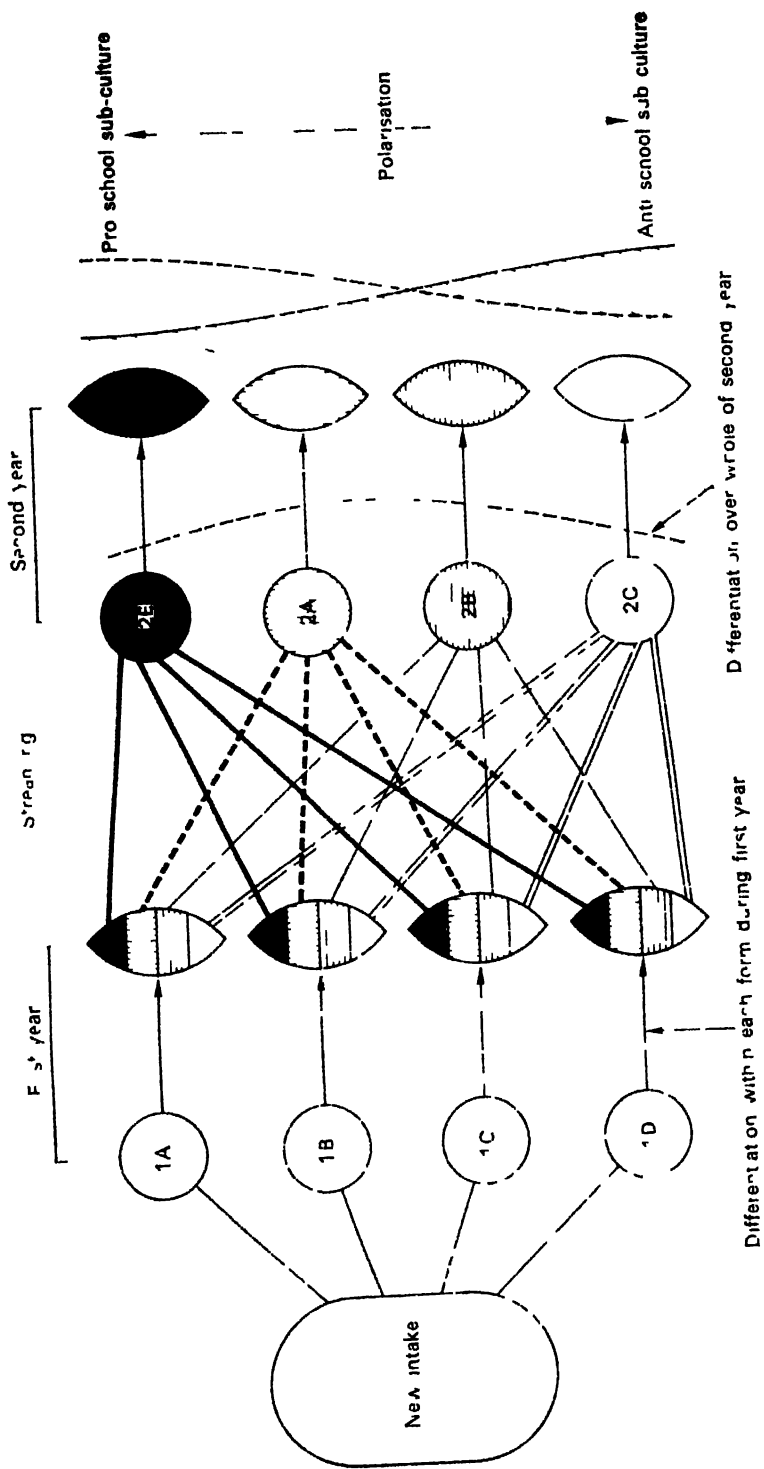 First year
Streaming
Second year
New intake
1A
1B
1C
1D
2E
2A
2B
2C
Pro school sub-culture
Polarisation
Anti school sub culture
Differentiation within each form during first year
Differentiation over whole of second year